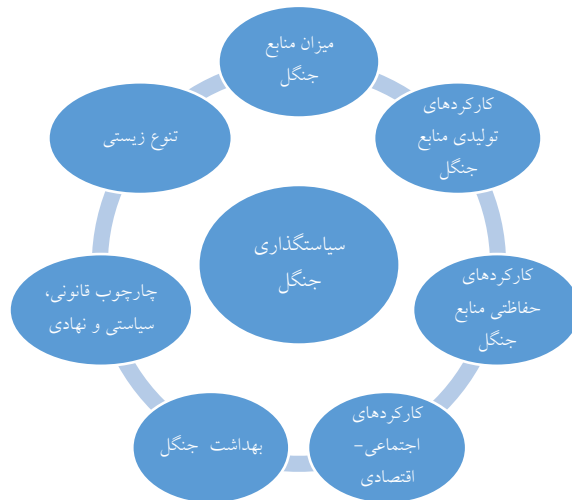 میزان منابع
جنگل
کارکردهای
تولیدی منابع
جنگل
کارکردهای
حفاظتی منابع
جنگل
کارکردهای
اجتماعی-
اقتصادی
بهداشت جنگل
چارچوب قانونی،
سیاستی و نهادی
تنوع زیستی
سیاستگذاری
جنگل